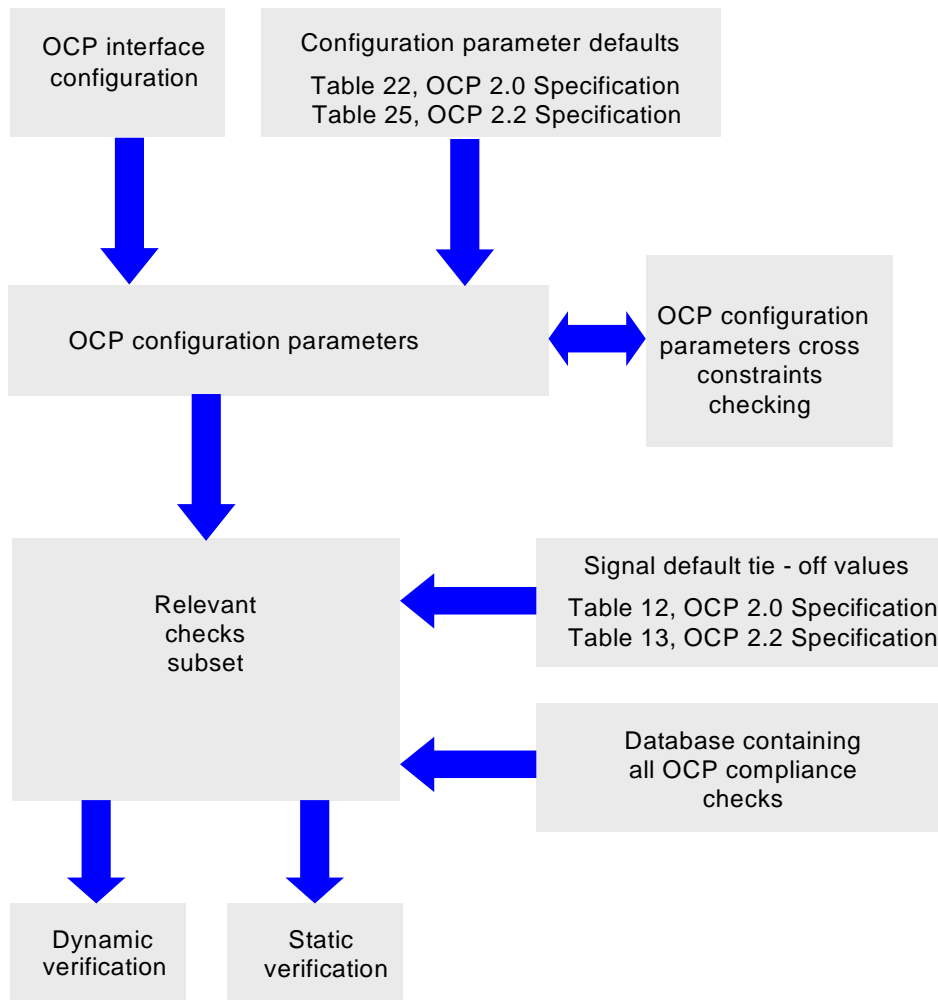 OCP interface
configuration
Configuration parameter defaults
Table 22, OCP 2.0 Specification
Table 25, OCP 2.2 Specification
OCP configuration parameters
OCP configuration
parameters cross
constraints
checking
Relevant
checks
subset
Signal default tie - off values
Table 12, OCP 2.0 Specification
Table 13, OCP 2.2 Specification
Database containing
all OCP compliance
checks
Dynamic
verification
Static
verification